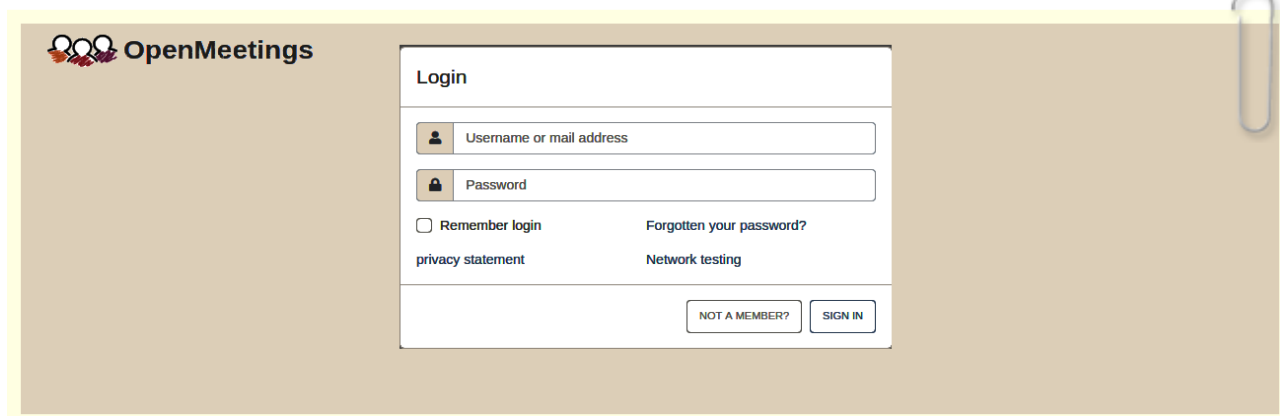 OpenMeetings
Login
Username or mail address
Password
Remember login
Forgotten your password?
privacy statement
Network testing
NOT A MEMBER?
SIGN IN